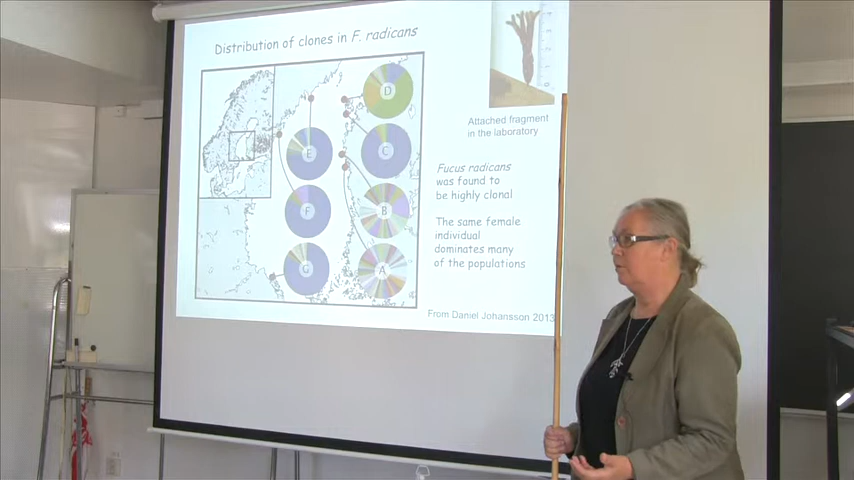 Distribution of clones in F. radicans
D
E
C
F
B
G
A
Attached fragment
in the laboratory
Fucus radicans
was found to
be highly clonal
The same female
individual
dominates many
of the populations
From Daniel Johansson 2013